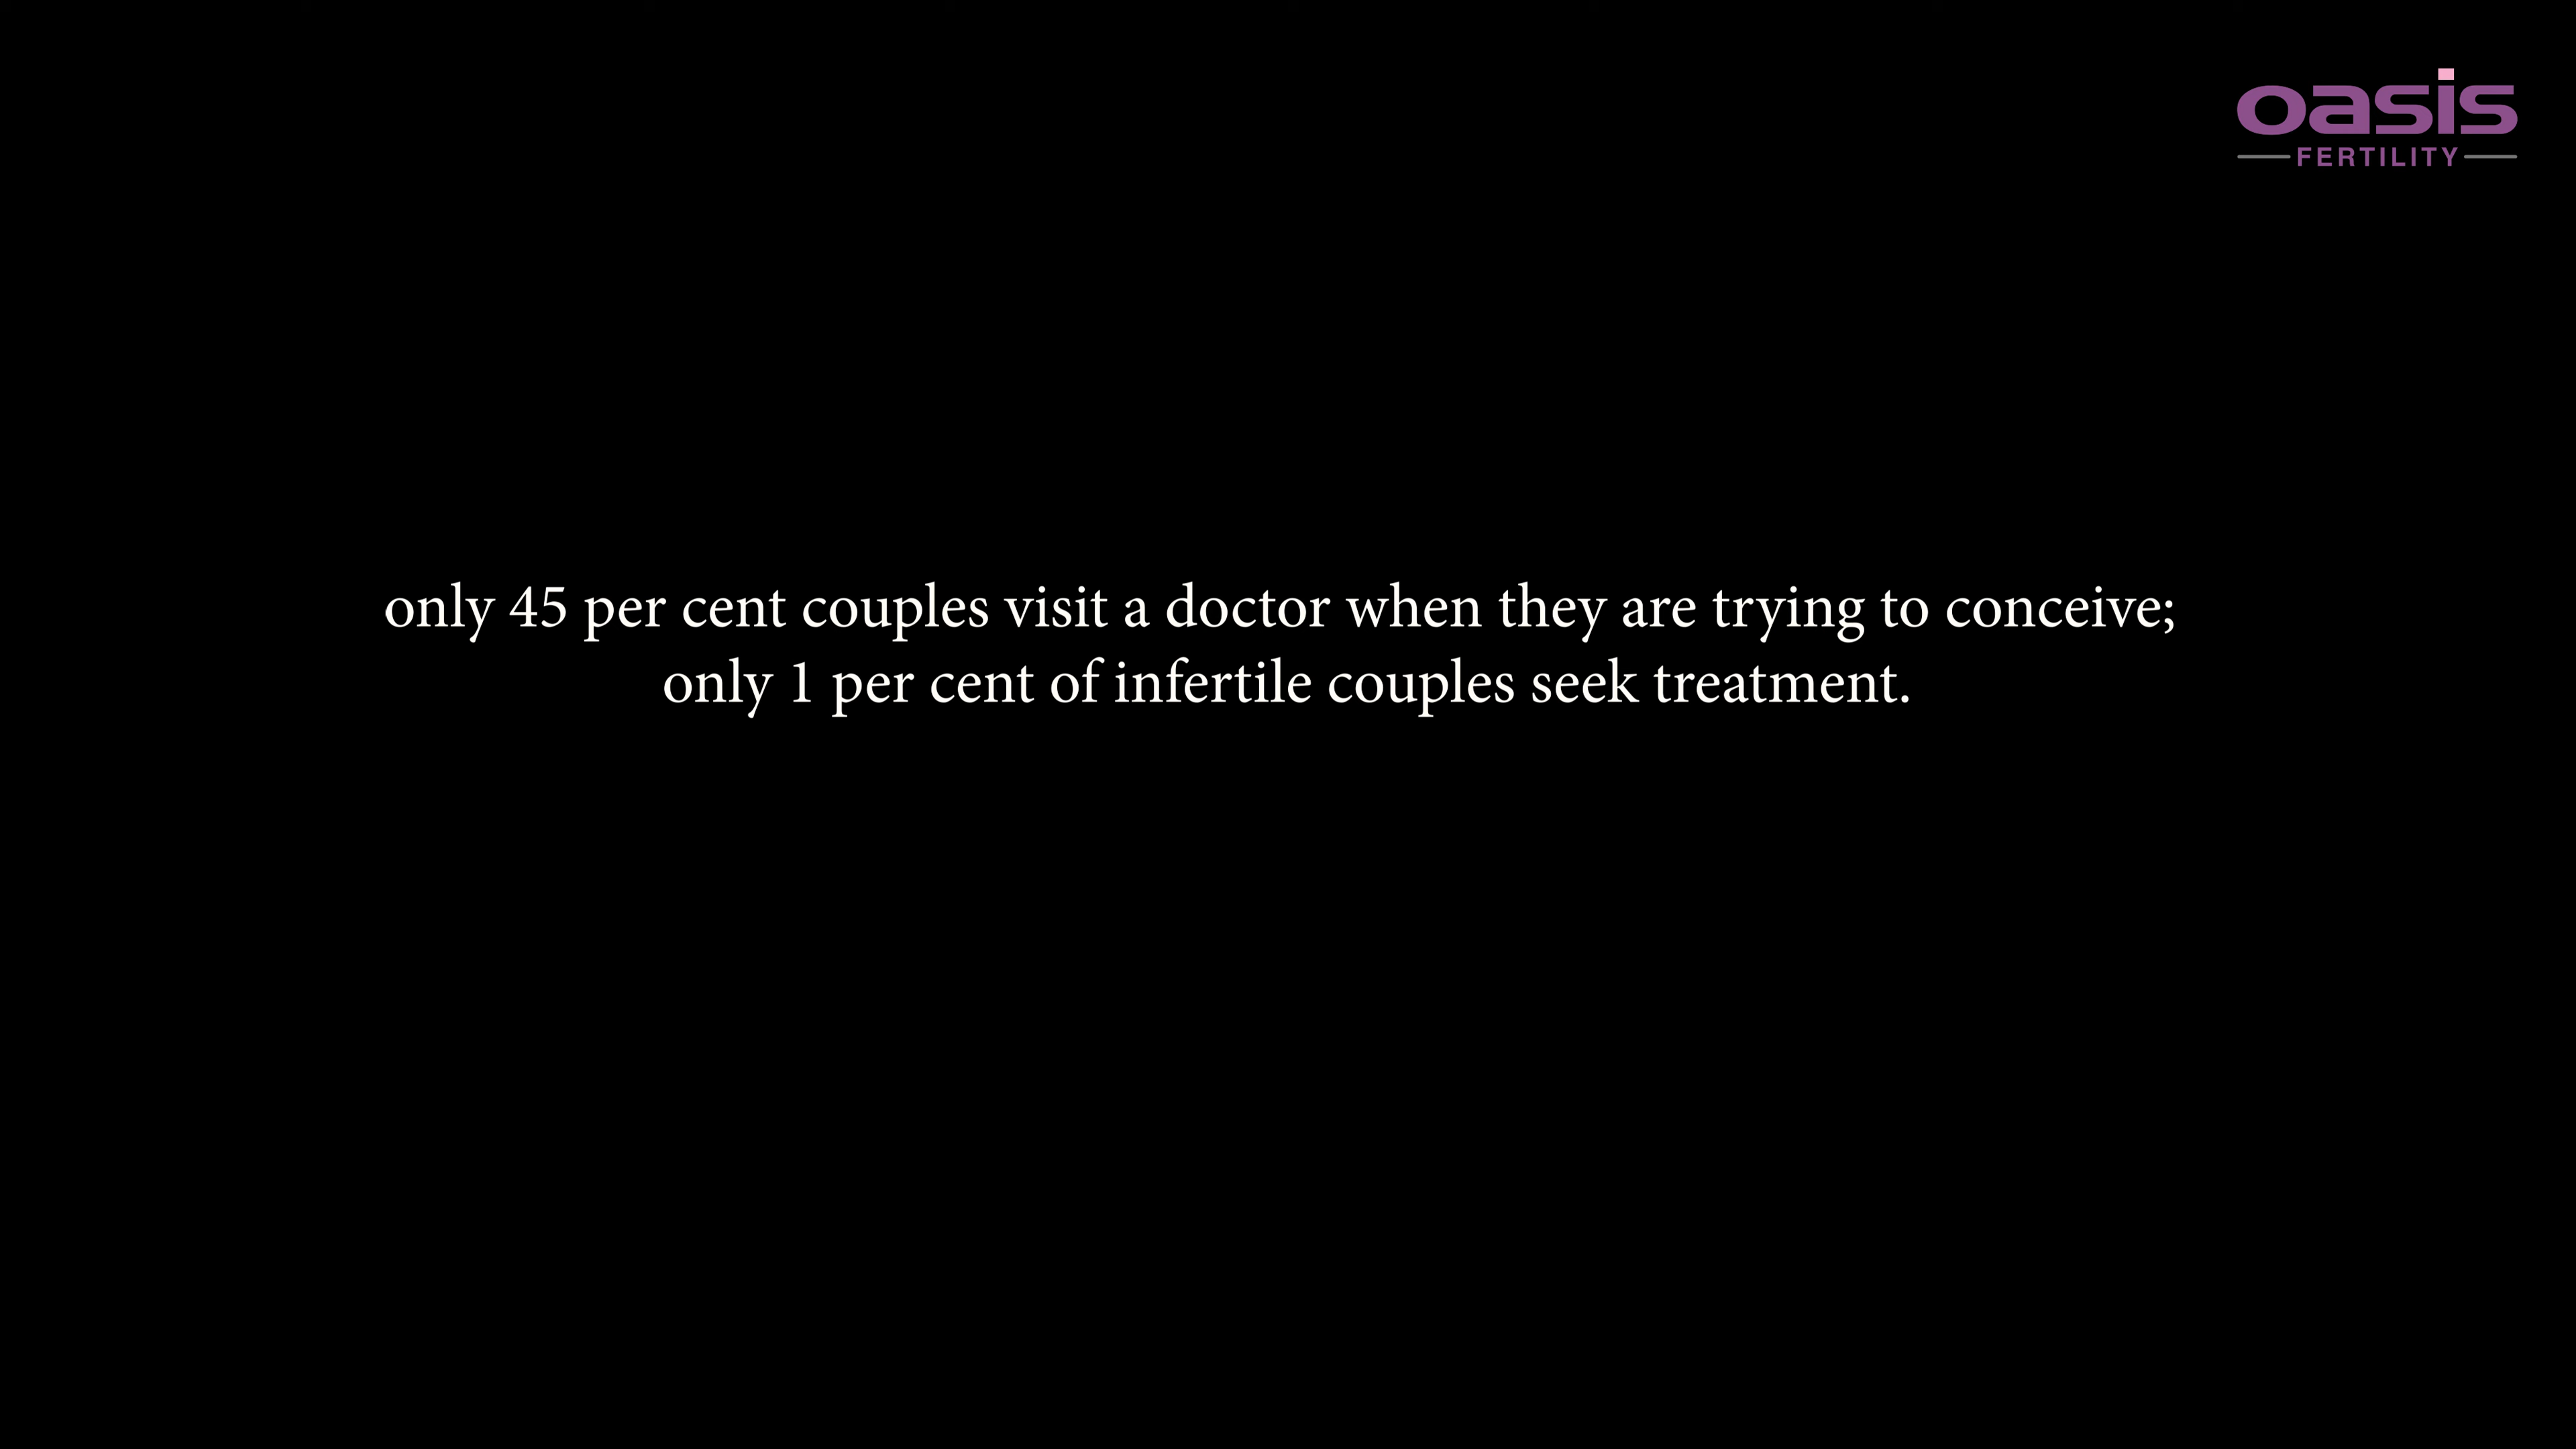 oasis
FERTILITY
only 45 per cent couples visit a doctor when they are trying to conceive;
only 1 per cent of infertile couples seek treatment.